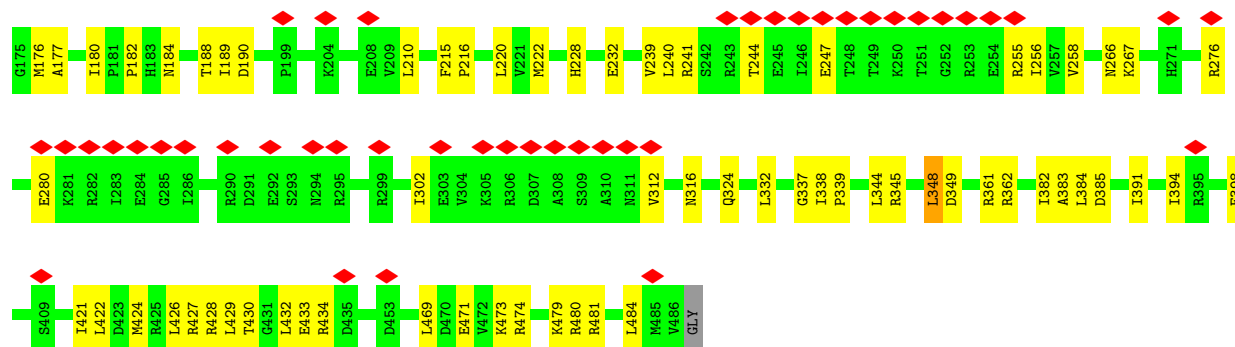 G175 M176 A177 I180 P181 P182 H183 N184 T188 I189 D190 P199 K204 E208 V209 L210 F215 P216 L220 V221 M222 H228 E232 V239 L240 R241 S242 R243 T244 E245 I246 E247 T248 T249 K250 T251 G252 R253 E254 R255 I256 V257 V258 N266 K267 H271 R276
E280 K281 R282 I283 E284 G285 I286 R290 D291 E292 S293 N294 R295 R299 I302 E303 V304 K305 R306 D307 A308 S309 A310 N311 V312 N316 Q324 L332 G337 I338 P339 L344 R345 L348 D349 R361 R362 I382 A383 L384 D385 I391 I394 R395
S409 I421 L422 D423 M424 R425 L426 R427 R428 L429 T430 G431 L432 E433 R434 D435 D453 L469 D470 E471 V472 K473 R474 K479 R480 R481 L484 M485 V486 GLY